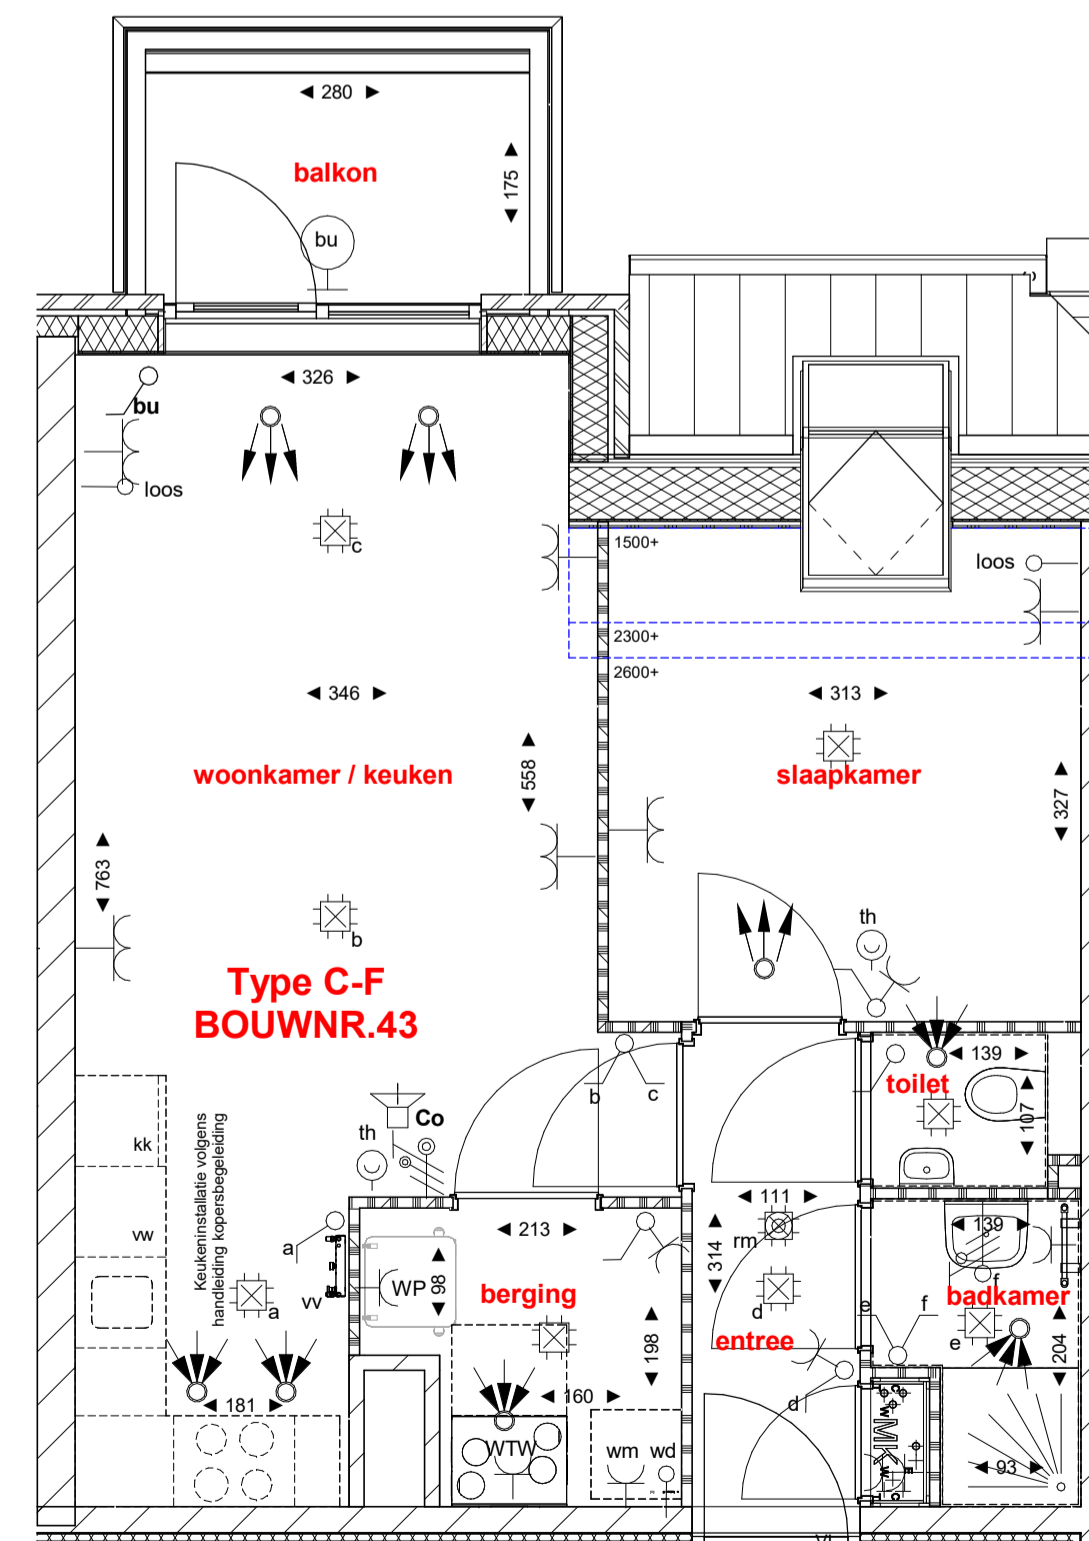 280
balkon
175
bu
326
bu
loos
c
1500+
loos
2300+
2600+
346
313
woonkamer / keuken
558
slaapkamer
327
763
b
th
Type C-F
BOUWNR.43
139
toilet
107
b
c
Co
th
kk
Keukeninstallatie volgens
handleiding kopersbegeleiding
vw
a
a
vv
213
WP
98
berging
198
111
rm
314
d
entree
139
f
badkamer
e
f
e
204
181
160
d
WTW
wm
wd
MK
93